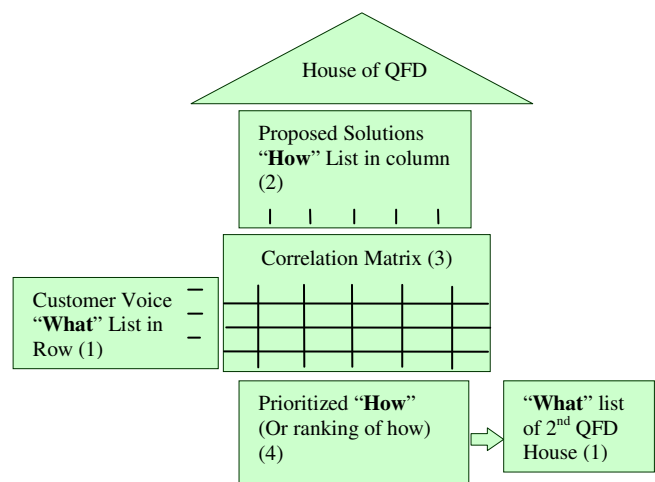 House of QFD
Proposed Solutions
“How” List in column
(2)
Correlation Matrix (3)
Customer Voice
“What” List in
Row (1)
Prioritized “How”
(Or ranking of how)
(4)
“What” list
of 2nd QFD
House (1)